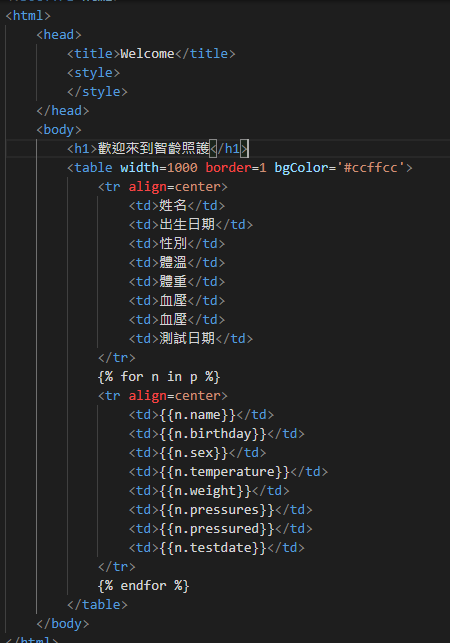 <html>
<head>
<title>Welcome</title>
<style>
</style>
</head>
<body>
<h1>歡迎來到智齡照護</h1>
<table width=1000 border=1 bgColor='#ccffcc'>
<tr align=center>
<td>姓名</td>
<td>出生日期</td>
<td>性別</td>
<td>體溫</td>
<td>體重</td>
<td>血壓</td>
<td>血壓</td>
<td>測試日期</td>
</tr>
{% for n in p %}
<tr align=center>
<td>{{n.name}}</td>
<td>{{n.birthday}}</td>
<td>{{n.sex}}</td>
<td>{{n.temperature}}</td>
<td>{{n.weight}}</td>
<td>{{n.pressures}}</td>
<td>{{n.pressured}}</td>
<td>{{n.testdate}}</td>
</tr>
{% endfor %}
</table>
</body>
</html>